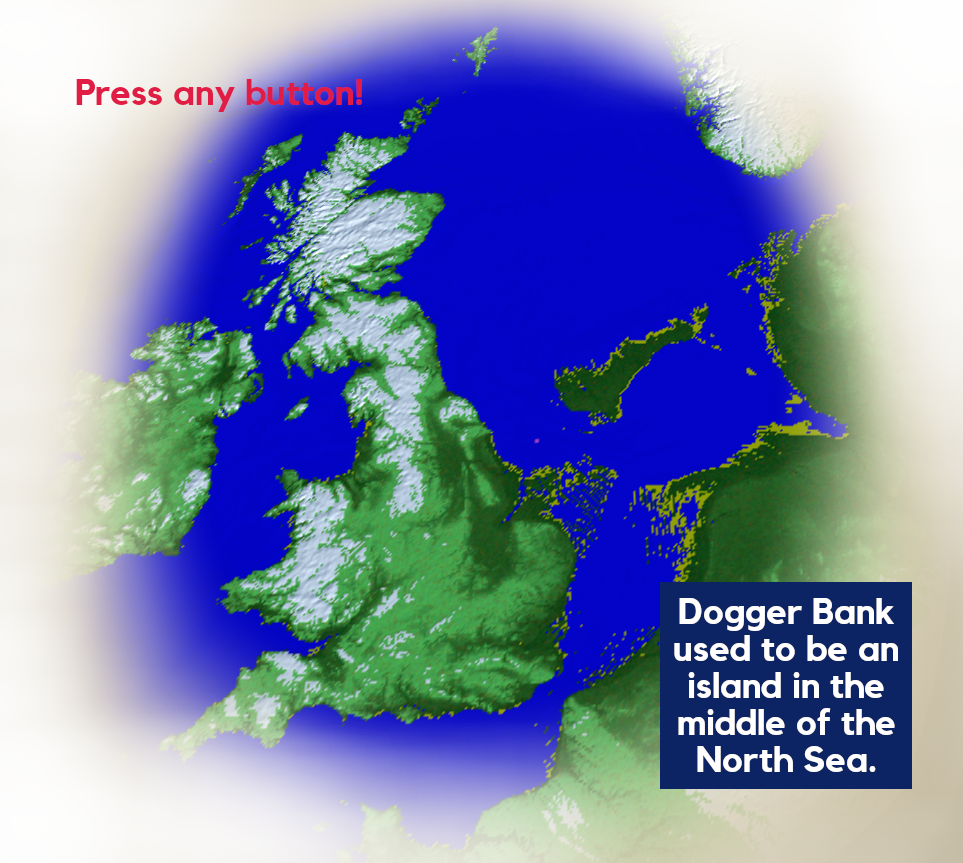 Press any button!
Dogger Bank
used to be an
island in the
middle of the
North Sea.